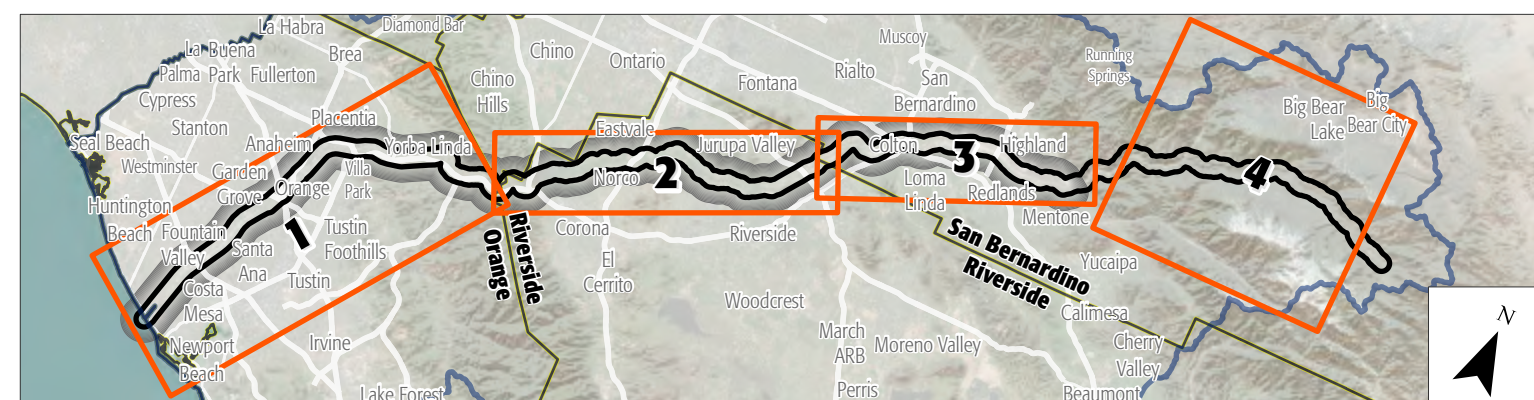 La Habra
Diamond Bar
La Buena
Palma Park Fullerton
Brea
Cypress
Stanton
Placentia
Seal Beach
Westminster
Anaheim
Yorba Linda
Garden
Grove
Orange
Villa
Park
Huntington
Beach
Fountain
Valley
Santa
Ana
Tustin
Foothills
Tustin
Costa
Mesa
Newport
Beach
Irvine
Lake Forest
1
Chino
Chino
Hills
Ontario
Fontana
Rialto
Muscoy
San
Bernardino
Eastvale
Jurupa Valley
Norco
2
Corona
El
Cerrito
Riverside
Woodcrest
Riverside
Orange
Colton
3
Highland
Loma
Linda
Redlands
Mentone
San Bernardino
Riverside
Yucaipa
Calimesa
March
ARB
Moreno Valley
Perris
Cherry
Valley
Beaumont
Running
Springs
Big Bear
Lake
Big
Bear City
4
N